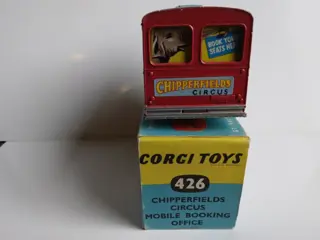 BOOK YOUR
SEATS HERE
CHIPPERFIELDS
CIRCUS
CORGI TOYS
426
CHIPPERFIELDS
CIRCUS
MOBILE BOOKING
OFFICE